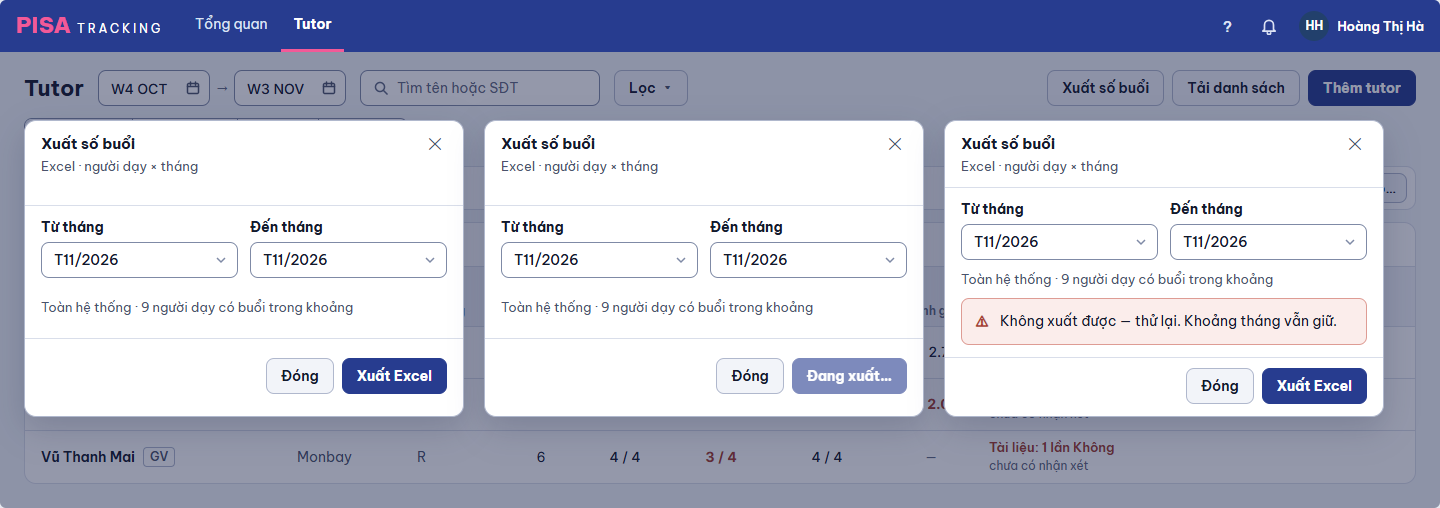 PISA TRACKING Tổng quan Tutor ? HH Hoàng Thị Hà
Tutor W4 OCT → W3 NOV Tìm tên hoặc SĐT Lọc Xuất số buổi Tải danh sách Thêm tutor
Xuất số buổi
Excel · người dạy × tháng
Từ tháng Đến tháng
T11/2026 T11/2026
Toàn hệ thống · 9 người dạy có buổi trong khoảng
Đóng Xuất Excel
Xuất số buổi
Excel · người dạy × tháng
Từ tháng Đến tháng
T11/2026 T11/2026
Toàn hệ thống · 9 người dạy có buổi trong khoảng
Đóng Đang xuất...
Xuất số buổi
Excel · người dạy × tháng
Từ tháng Đến tháng
T11/2026 T11/2026
Toàn hệ thống · 9 người dạy có buổi trong khoảng
Không xuất được — thử lại. Khoảng tháng vẫn giữ.
Đóng Xuất Excel
Vũ Thanh Mai GV Monbay R 6 4 / 4 3 / 4 4 / 4 — Tài liệu: 1 lần Không
chưa có nhận xét